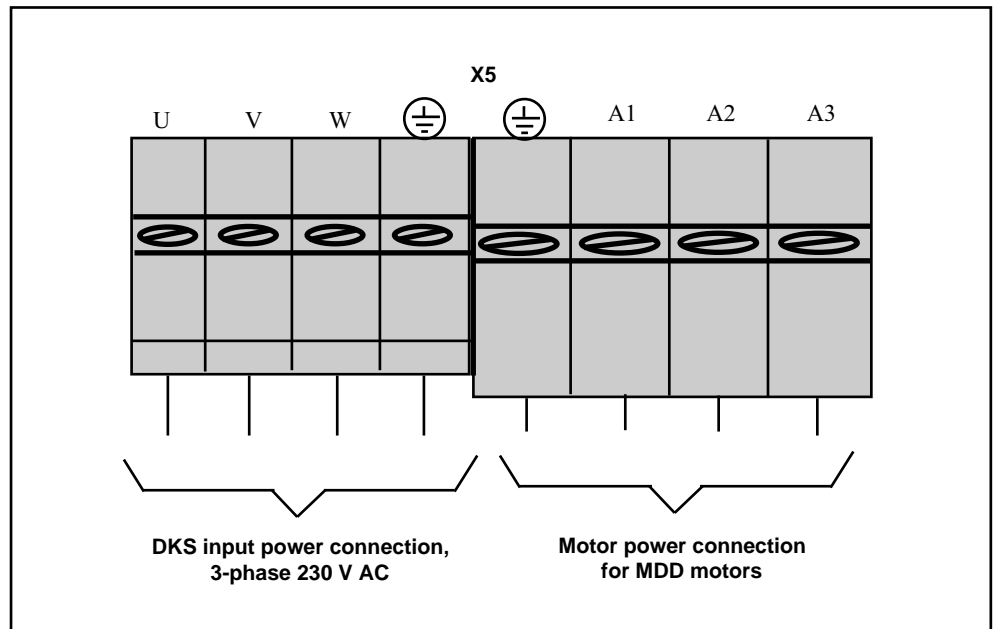 X5
U V W A1 A2 A3
DKS input power connection,
3-phase 230 V AC
Motor power connection
for MDD motors